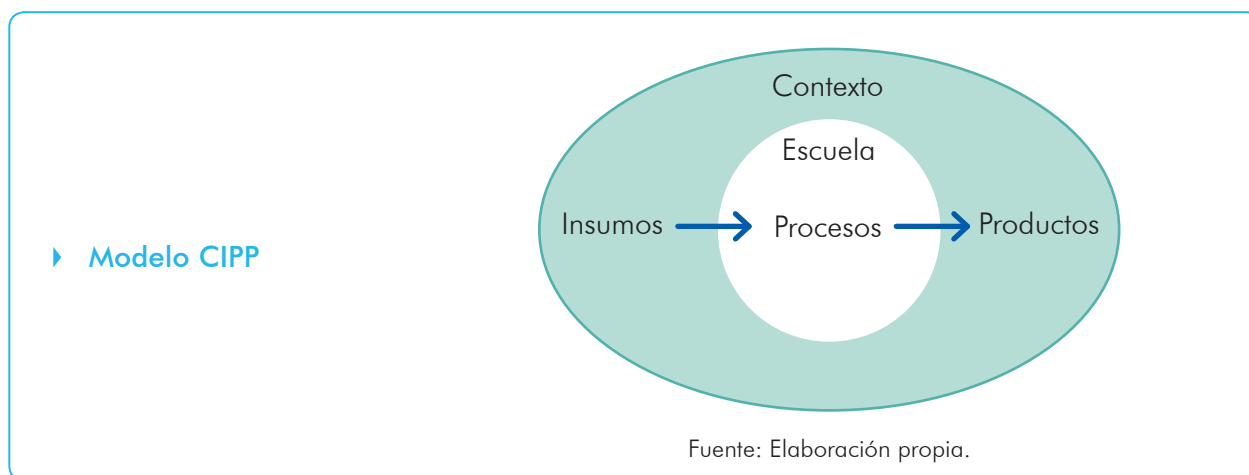 Modelo CIPP
Contexto
Escuela
Insumos
Procesos
Productos
Fuente: Elaboración propia.